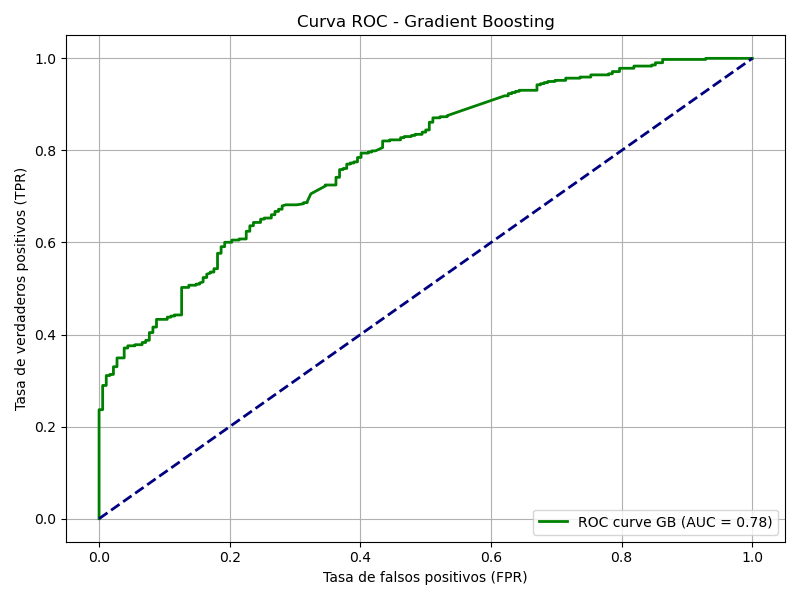 Curva ROC - Gradient Boosting
Tasa de verdaderos positivos (TPR)
1.0
0.8
0.6
0.4
0.2
0.0
0.0 0.2 0.4 0.6 0.8 1.0
Tasa de falsos positivos (FPR)
ROC curve GB (AUC = 0.78)